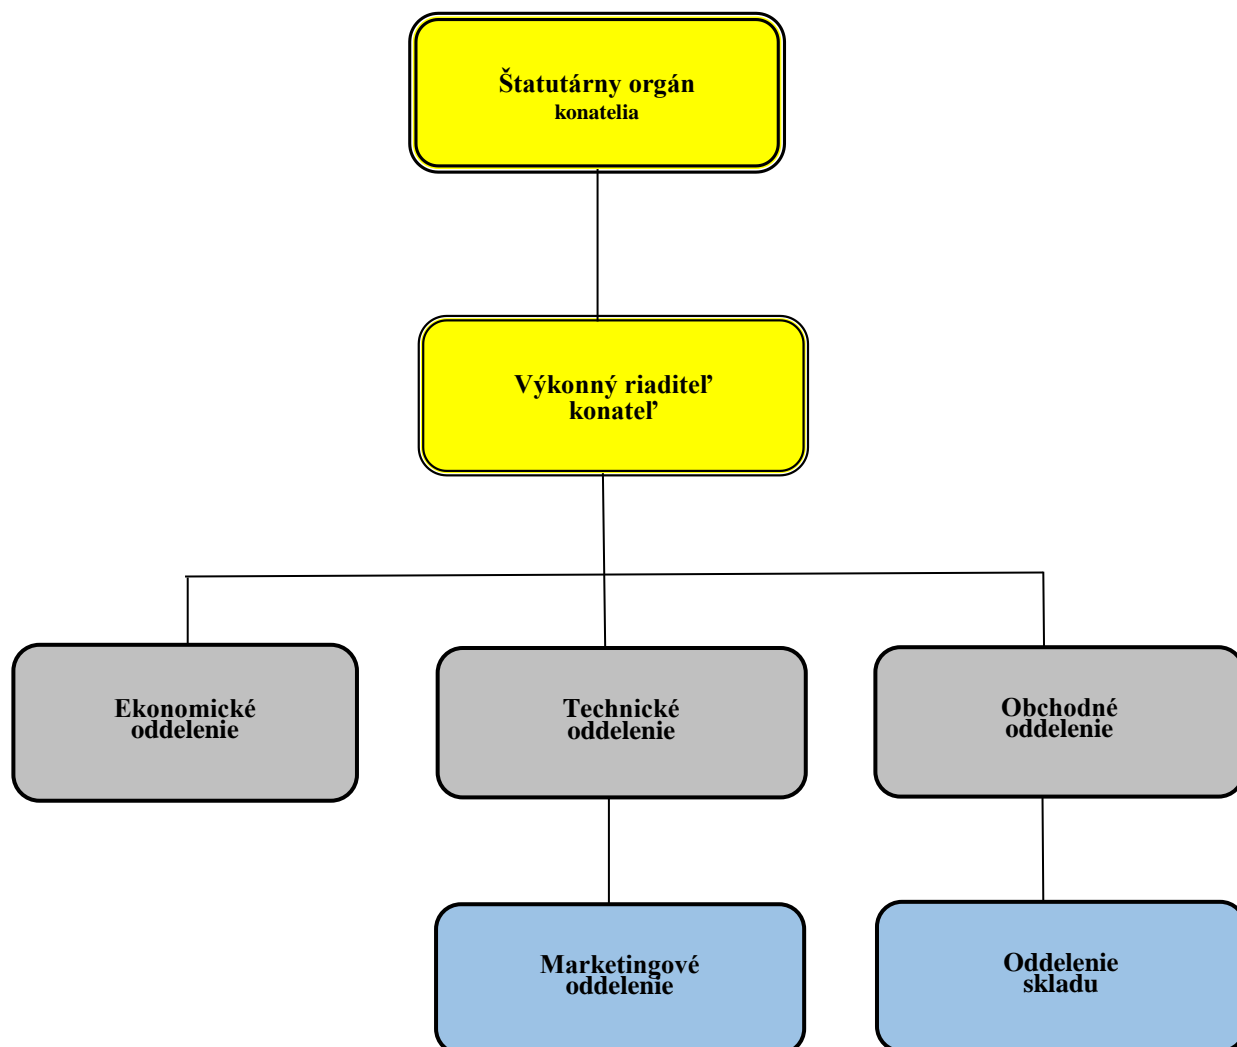 Štatutárny orgán
konatelia
Výkonný riaditeľ
konateľ
Ekonomické
oddelenie
Technické
oddelenie
Obchodné
oddelenie
Marketingové
oddelenie
Oddelenie
skladu